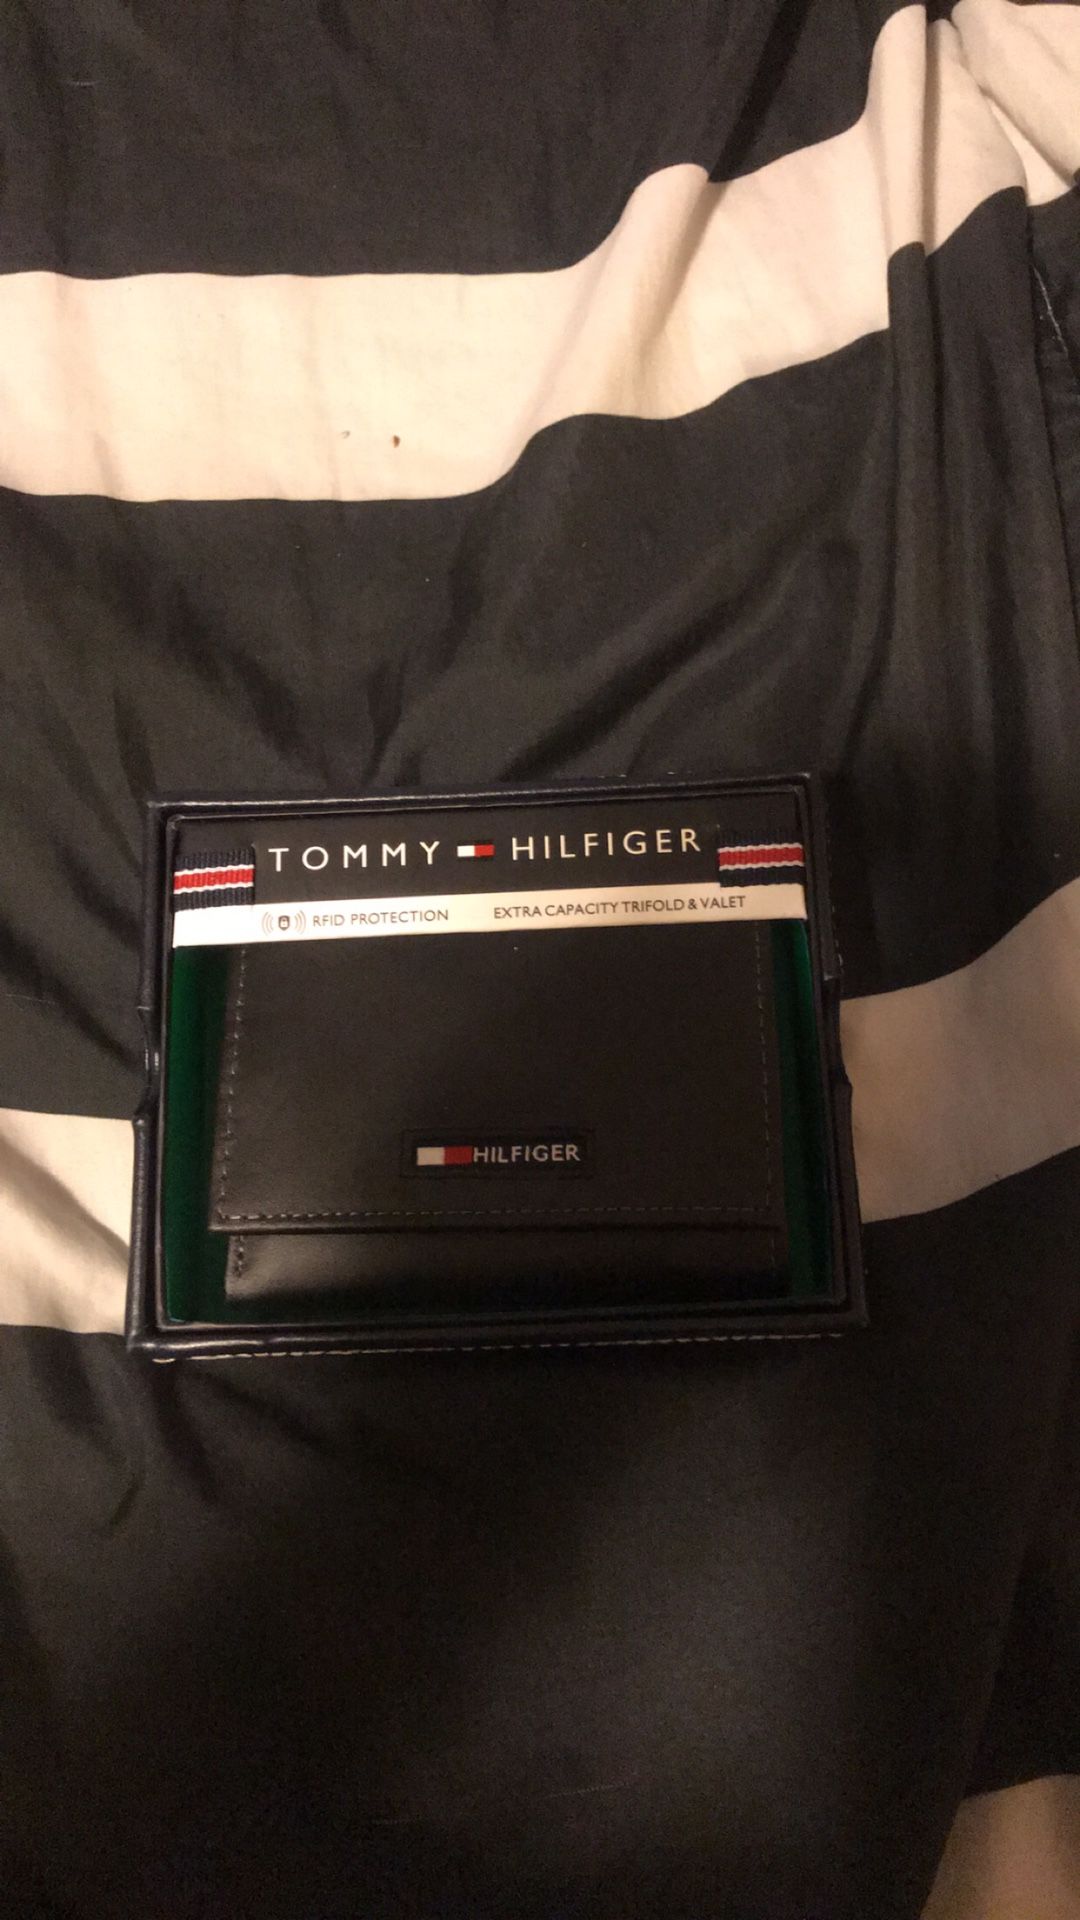 TOMMY HILFIGER
RFID PROTECTION EXTRA CAPACITY TRIFOLD & VALET
HILFIGER